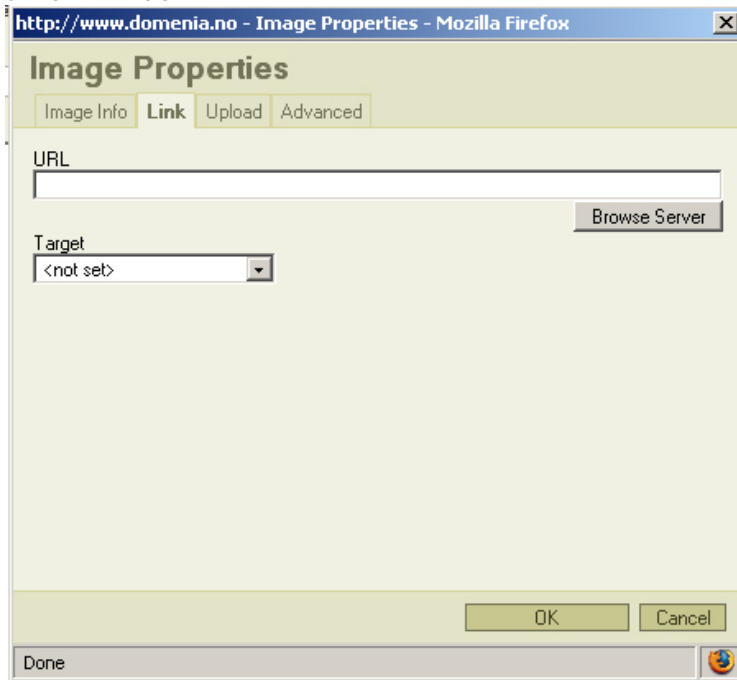 http://www.domenia.no - Image Properties - Mozilla Firefox
Image Properties
Image Info Link Upload Advanced
URL
Browse Server
Target
<not set>
OK Cancel
Done